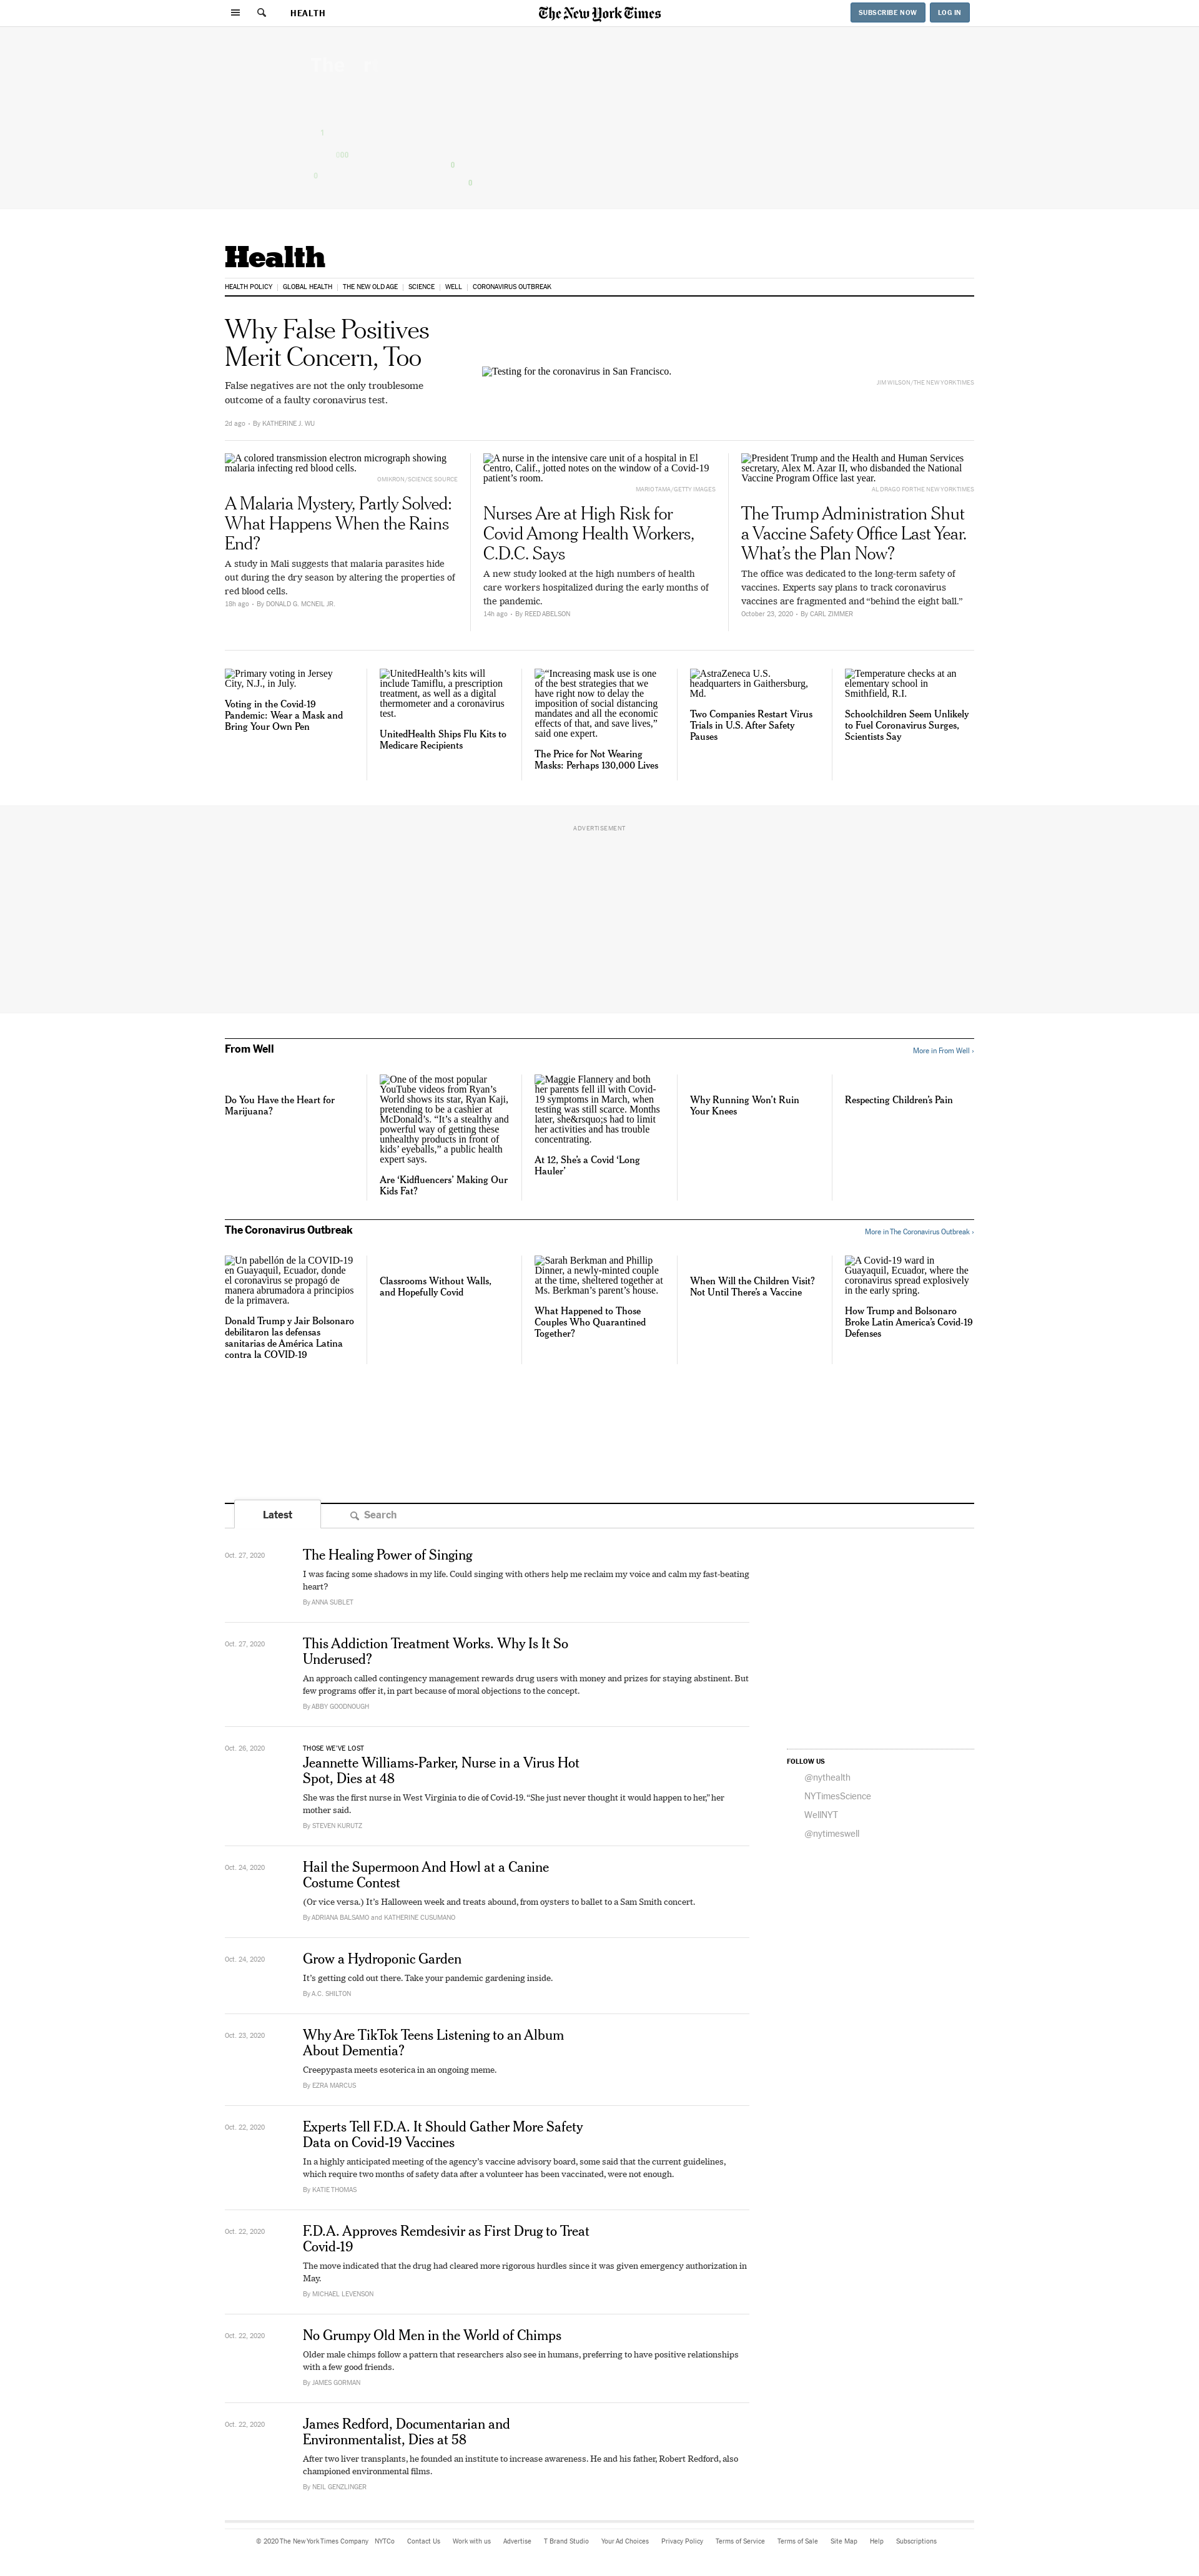 HEALTH
The New York Times
SUBSCRIBE NOW
LOG IN
Health
HEALTH POLICY | GLOBAL HEALTH | THE NEW OLD AGE | SCIENCE | WELL | CORONAVIRUS OUTBREAK
Why False Positives
Merit Concern, Too
False negatives are not the only troublesome
outcome of a faulty coronavirus test.
2d ago • By KATHERINE J. WU
Testing for the coronavirus in San Francisco.
JIM WILSON/THE NEW YORK TIMES
A colored transmission electron micrograph showing
malaria infecting red blood cells.
OMIKRON/SCIENCE SOURCE
A Malaria Mystery, Partly Solved:
What Happens When the Rains
End?
A study in Mali suggests that malaria parasites hide
out during the dry season by altering the properties of
red blood cells.
18h ago • By DONALD G. MCNEIL JR.
A nurse in the intensive care unit of a hospital in El
Centro, Calif., jotted notes on the window of a Covid-19
patient’s room.
MARIO TAMA/GETTY IMAGES
Nurses Are at High Risk for
Covid Among Health Workers,
C.D.C. Says
A new study looked at the high numbers of health
care workers hospitalized during the early months of
the pandemic.
14h ago • By REED ABELSON
President Trump and the Health and Human Services
secretary, Alex M. Azar II, who disbanded the National
Vaccine Program Office last year.
AL DRAGO FOR THE NEW YORK TIMES
The Trump Administration Shut
a Vaccine Safety Office Last Year.
What’s the Plan Now?
The office was dedicated to the long-term safety of
vaccines. Experts say plans to track coronavirus
vaccines are fragmented and “behind the eight ball.”
October 23, 2020 • By CARL ZIMMER
Primary voting in Jersey
City, N.J., in July.
Voting in the Covid-19
Pandemic: Wear a Mask and
Bring Your Own Pen
UnitedHealth’s kits will
include Tamiflu, a prescription
treatment, as well as a digital
thermometer and a coronavirus
test.
UnitedHealth Ships Flu Kits to
Medicare Recipients
“Increasing mask use is one
of the best strategies that we
have right now to delay the
imposition of social distancing
mandates and all the economic
effects of that, and save lives,”
said one expert.
The Price for Not Wearing
Masks: Perhaps 130,000 Lives
AstraZeneca U.S.
headquarters in Gaithersburg,
Md.
Two Companies Restart Virus
Trials in U.S. After Safety
Pauses
Temperature checks at an
elementary school in
Smithfield, R.I.
Schoolchildren Seem Unlikely
to Fuel Coronavirus Surges,
Scientists Say
ADVERTISEMENT
From Well
More in From Well ›
Do You Have the Heart for
Marijuana?
One of the most popular
YouTube videos from Ryan’s
World shows its star, Ryan Kaji,
pretending to be a cashier at
McDonald’s. “It’s a stealthy and
powerful way of getting these
unhealthy products in front of
kids’ eyeballs,” a public health
expert says.
Are ‘Kidfluencers’ Making Our
Kids Fat?
Maggie Flannery and both
her parents fell ill with Covid-
19 symptoms in March, when
testing was still scarce. Months
later, she&rsquo;s had to limit
her activities and has trouble
concentrating.
At 12, She’s a Covid ‘Long
Hauler’
Why Running Won’t Ruin
Your Knees
Respecting Children’s Pain
The Coronavirus Outbreak
More in The Coronavirus Outbreak ›
Un pabellón de la COVID-19
en Guayaquil, Ecuador, donde
el coronavirus se propagó de
manera abrumadora a principios
de la primavera.
Donald Trump y Jair Bolsonaro
debilitaron las defensas
sanitarias de América Latina
contra la COVID-19
Classrooms Without Walls,
and Hopefully Covid
Sarah Berkman and Phillip
Dinner, a newly-minted couple
at the time, sheltered together at
Ms. Berkman’s parent’s house.
What Happened to Those
Couples Who Quarantined
Together?
When Will the Children Visit?
Not Until There’s a Vaccine
A Covid-19 ward in
Guayaquil, Ecuador, where the
coronavirus spread explosively
in the early spring.
How Trump and Bolsonaro
Broke Latin America’s Covid-19
Defenses
Latest
Search
Oct. 27, 2020
The Healing Power of Singing
I was facing some shadows in my life. Could singing with others help me reclaim my voice and calm my fast-beating
heart?
By ANNA SUBLET
Oct. 27, 2020
This Addiction Treatment Works. Why Is It So
Underused?
An approach called contingency management rewards drug users with money and prizes for staying abstinent. But
few programs offer it, in part because of moral objections to the concept.
By ABBY GOODNOUGH
Oct. 26, 2020
THOSE WE’VE LOST
Jeannette Williams-Parker, Nurse in a Virus Hot
Spot, Dies at 48
She was the first nurse in West Virginia to die of Covid-19. “She just never thought it would happen to her,” her
mother said.
By STEVEN KURUTZ
FOLLOW US
@nythealth
NYTimesScience
WellNYT
@nytimeswell
Oct. 24, 2020
Hail the Supermoon And Howl at a Canine
Costume Contest
(Or vice versa.) It’s Halloween week and treats abound, from oysters to ballet to a Sam Smith concert.
By ADRIANA BALSAMO and KATHERINE CUSUMANO
Oct. 24, 2020
Grow a Hydroponic Garden
It’s getting cold out there. Take your pandemic gardening inside.
By A.C. SHILTON
Oct. 23, 2020
Why Are TikTok Teens Listening to an Album
About Dementia?
Creepypasta meets esoterica in an ongoing meme.
By EZRA MARCUS
Oct. 22, 2020
Experts Tell F.D.A. It Should Gather More Safety
Data on Covid-19 Vaccines
In a highly anticipated meeting of the agency’s vaccine advisory board, some said that the current guidelines,
which require two months of safety data after a volunteer has been vaccinated, were not enough.
By KATIE THOMAS
Oct. 22, 2020
F.D.A. Approves Remdesivir as First Drug to Treat
Covid-19
The move indicated that the drug had cleared more rigorous hurdles since it was given emergency authorization in
May.
By MICHAEL LEVENSON
Oct. 22, 2020
No Grumpy Old Men in the World of Chimps
Older male chimps follow a pattern that researchers also see in humans, preferring to have positive relationships
with a few good friends.
By JAMES GORMAN
Oct. 22, 2020
James Redford, Documentarian and
Environmentalist, Dies at 58
After two liver transplants, he founded an institute to increase awareness. He and his father, Robert Redford, also
championed environmental films.
By NEIL GENZLINGER
© 2020 The New York Times Company NYTCo Contact Us Work with us Advertise T Brand Studio Your Ad Choices Privacy Policy Terms of Service Terms of Sale Site Map Help Subscriptions